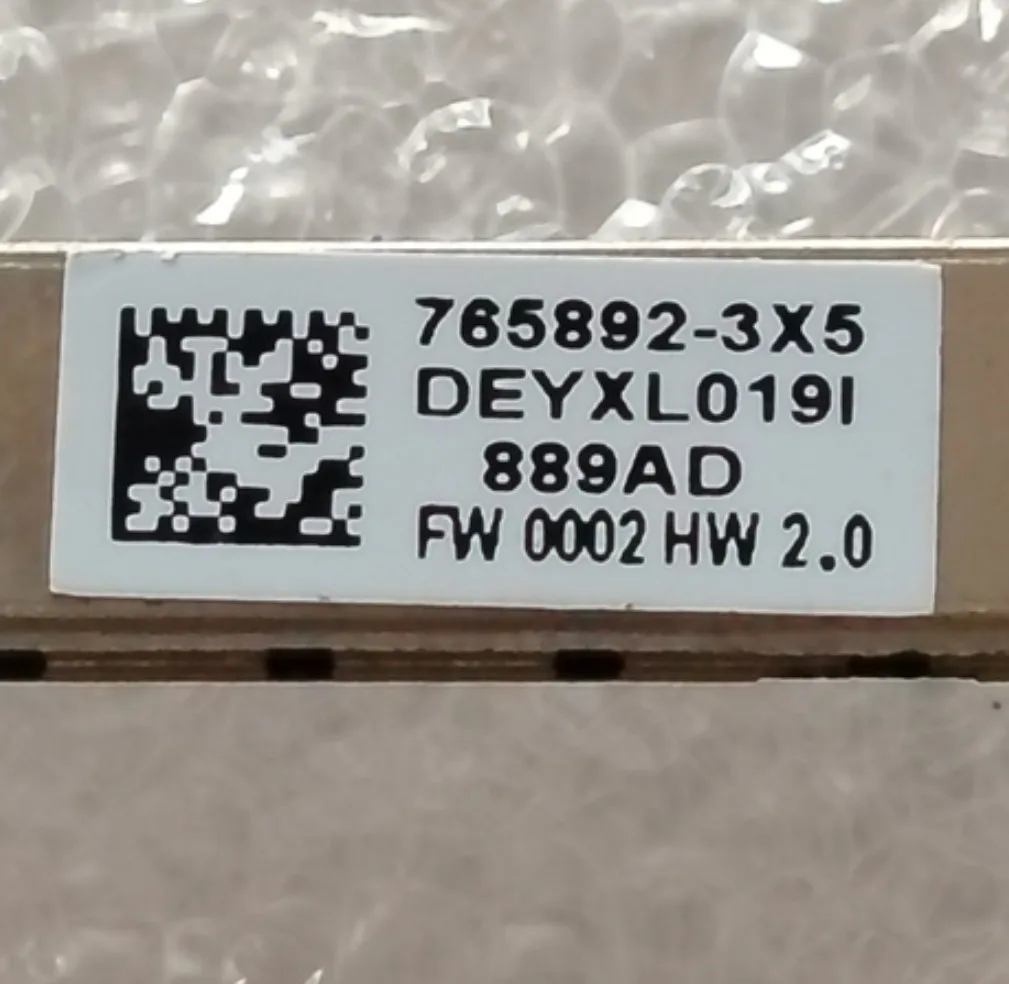 765892-3X5
DEYXL019I
889AD
FW 0002 HW 2.0